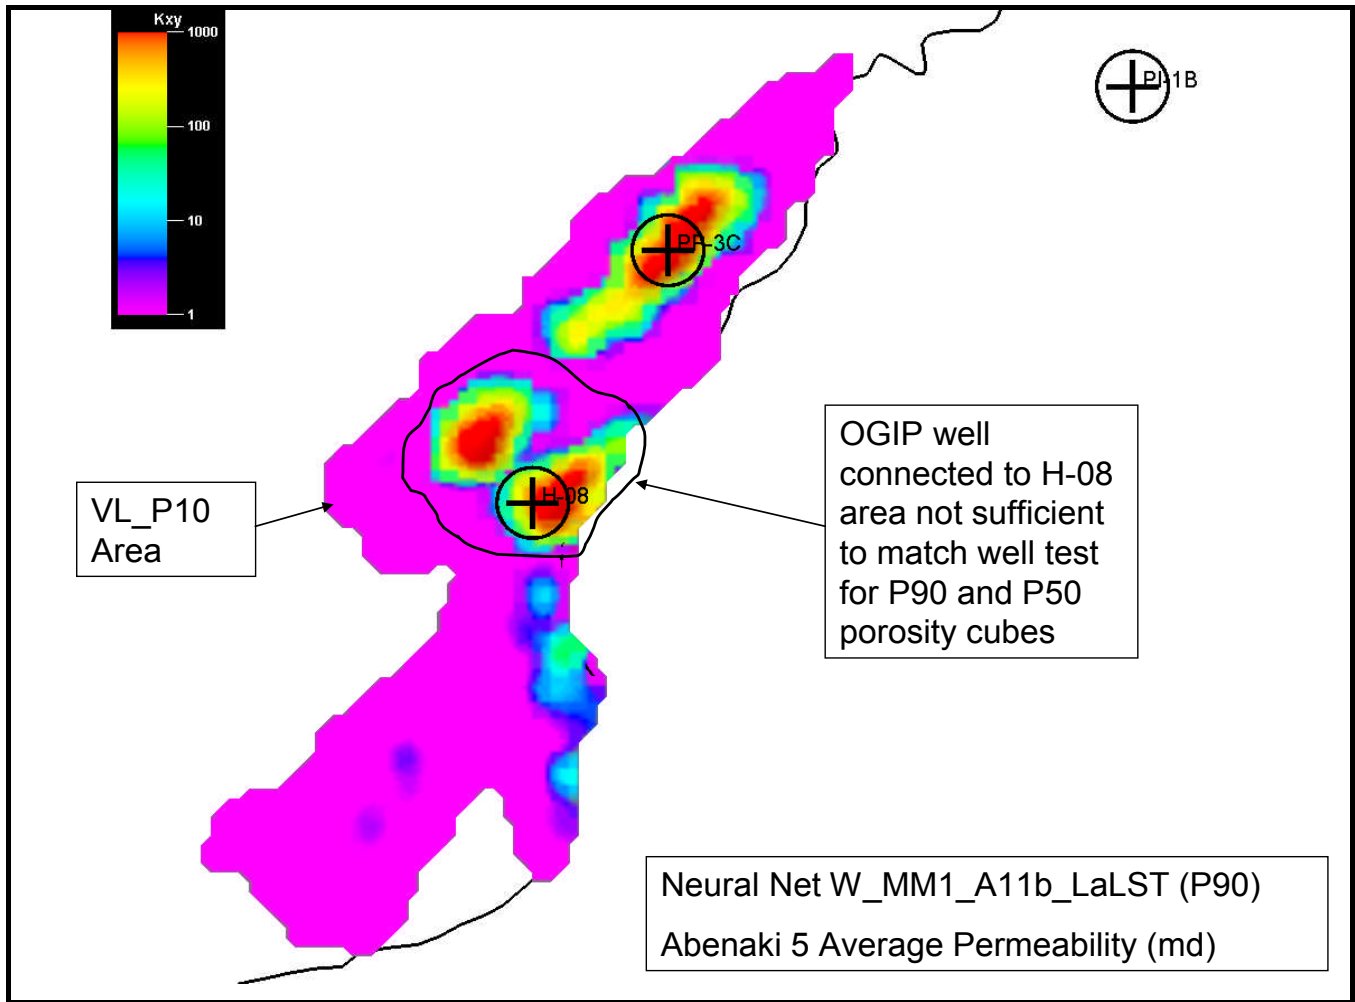 Kxy
1000
100
10
1
PI-1B
PF-3C
H-08
VL_P10
Area
OGIP well
connected to H-08
area not sufficient
to match well test
for P90 and P50
porosity cubes
Neural Net W_MM1_A11b_LaLST (P90)
Abenaki 5 Average Permeability (md)